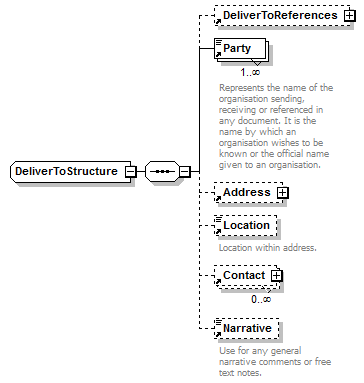 DeliverToReferences
Party
1..∞
Represents the name of the
organisation sending,
receiving or referenced in
any document. It is the
name by which an
organisation wishes to be
known or the official name
given to an organisation.
DeliverToStructure
Address
Location
Location within address.
Contact
0..∞
Narrative
Use for any general
narrative comments or free
text notes.